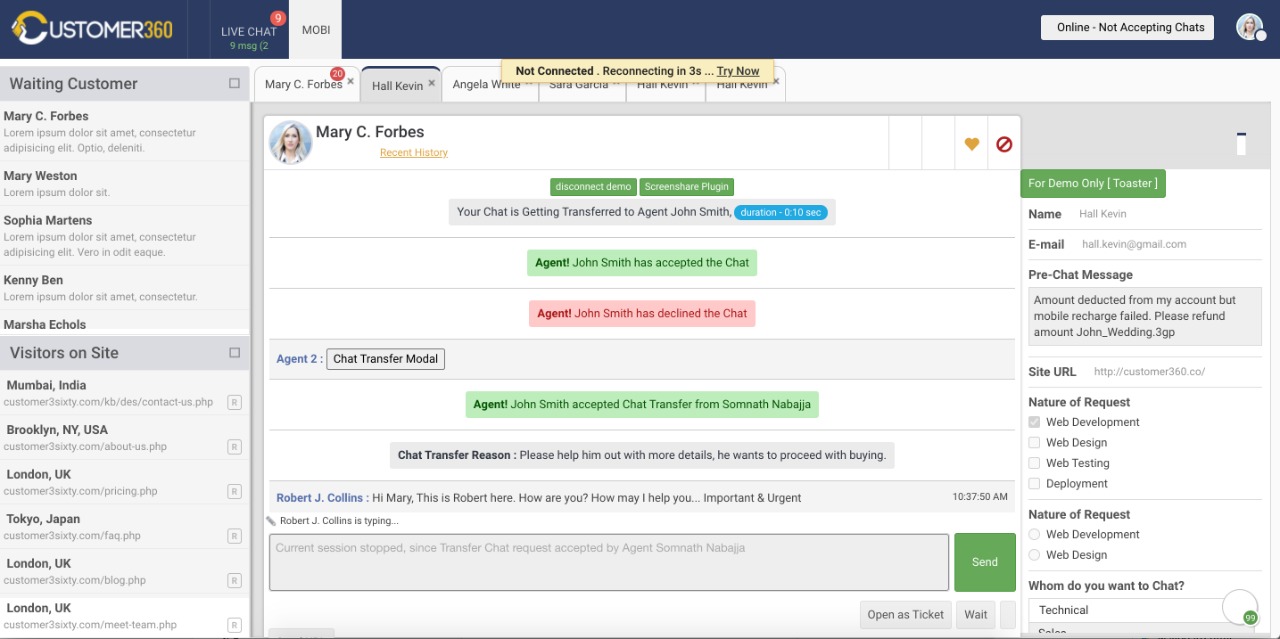 CUSTOMER360
LIVE CHAT
9
9 msg (2
MOBI
Online - Not Accepting Chats
Not Connected . Reconnecting in 3s ... Try Now
Waiting Customer
Mary C. Forbes
Lorem ipsum dolor sit amet, consectetur
adipisicing elit. Optio, deleniti.
Mary Weston
Lorem ipsum dolor sit.
Sophia Martens
Lorem ipsum dolor sit amet, consectetur
adipisicing elit. Vero in odit eaque.
Kenny Ben
Lorem ipsum dolor sit amet, consectetur.
Marsha Echols
Visitors on Site
Mumbai, India
customer3sixty.com/kb/des/contact-us.php R
Brooklyn, NY, USA
customer3sixty.com/about-us.php R
London, UK
customer3sixty.com/pricing.php R
Tokyo, Japan
customer3sixty.com/faq.php R
London, UK
customer3sixty.com/blog.php R
London, UK
customer3sixty.com/meet-team.php R
Mary C. Forbes 20 ×
Hall Kevin ×
Angela White ×
Sara Garcia
Hall Kevin
Hall Kevin ×
Mary C. Forbes
Recent History
disconnect demo Screenshare Plugin
Your Chat is Getting Transferred to Agent John Smith, duration - 0:10 sec
Agent! John Smith has accepted the Chat
Agent! John Smith has declined the Chat
Agent 2 : Chat Transfer Modal
Agent! John Smith accepted Chat Transfer from Somnath Nabajja
Chat Transfer Reason : Please help him out with more details, he wants to proceed with buying.
Robert J. Collins : Hi Mary, This is Robert here. How are you? How may I help you... Important & Urgent 10:37:50 AM
Robert J. Collins is typing...
Current session stopped, since Transfer Chat request accepted by Agent Somnath Nabajja
Send
Open as Ticket Wait
For Demo Only [ Toaster ]
Name Hall Kevin
E-mail hall.kevin@gmail.com
Pre-Chat Message
Amount deducted from my account but
mobile recharge failed. Please refund
amount John_Wedding.3gp
Site URL http://customer360.co/
Nature of Request
Web Development
Web Design
Web Testing
Deployment
Nature of Request
Web Development
Web Design
Whom do you want to Chat?
Technical
Sales
99